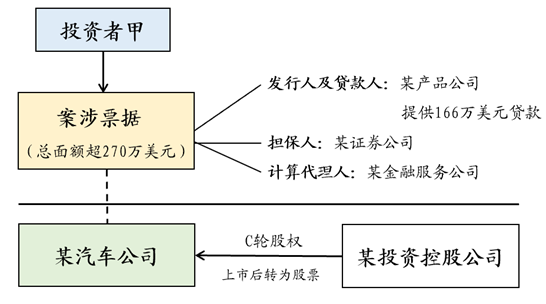 投资者甲
案涉票据
（总面额超270万美元）
发行人及贷款人：某产品公司
提供166万美元贷款
担保人：某证券公司
计算代理人：某金融服务公司
某汽车公司
C轮股权
上市后转为股票
某投资控股公司